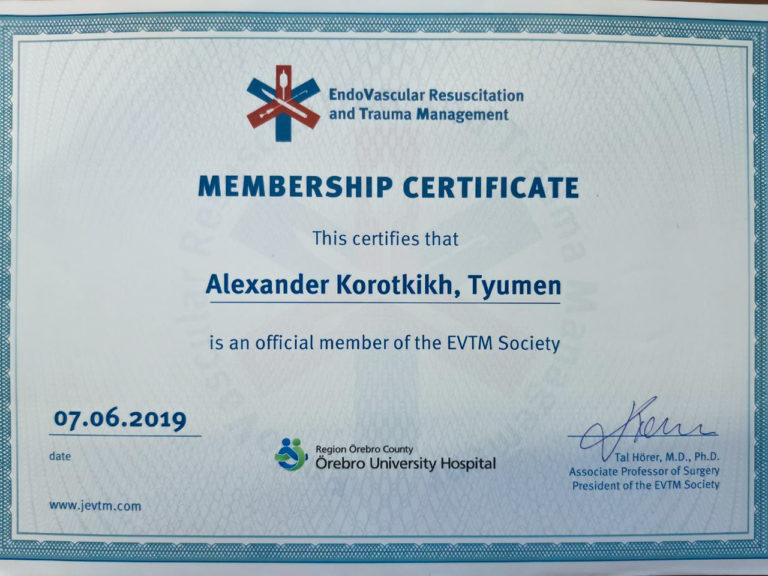 EndoVascular Resuscitation
and Trauma Management
MEMBERSHIP CERTIFICATE
This certifies that
Alexander Korotkikh, Tyumen
is an official member of the EVTM Society
07.06.2019
date
www.jevtm.com
Region Örebro County
Örebro University Hospital
Tal Hörer, M.D., Ph.D.
Associate Professor of Surgery
President of the EVTM Society